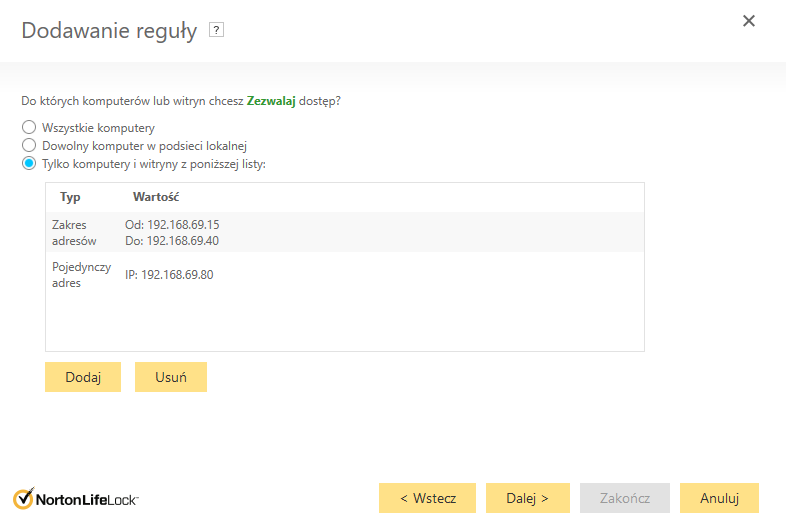 Dodawanie reguły ?
Do których komputerów lub witryn chcesz Zezwalaj dostęp?
Wszystkie komputery
Dowolny komputer w podsieci lokalnej
Tylko komputery i witryny z poniższej listy:
Typ Wartość
Zakres adresów Od: 192.168.69.15
Do: 192.168.69.40
Pojedynczy adres IP: 192.168.69.80
Dodaj Usuń
NortonLifeLock™ < Wstecz Dalej > Zakończ Anuluj